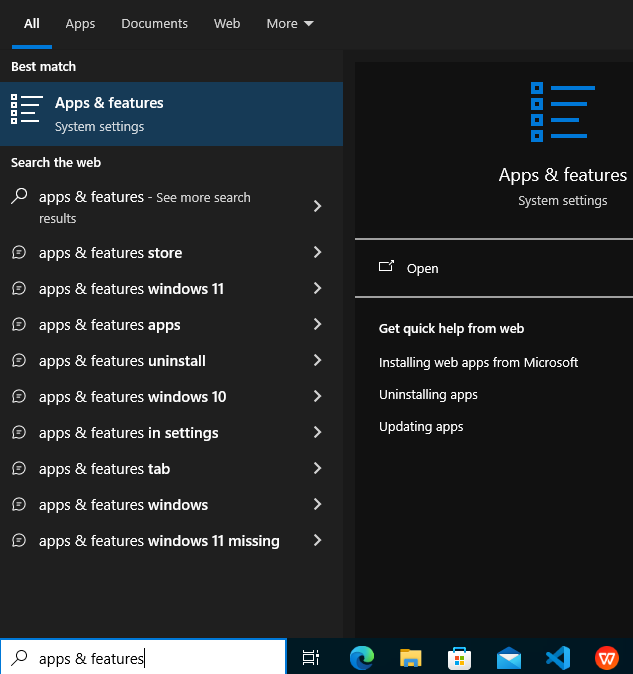 All Apps Documents Web More
Best match
Apps & features
System settings
Search the web
apps & features - See more search
results
apps & features store
apps & features windows 11
apps & features apps
apps & features uninstall
apps & features windows 10
apps & features in settings
apps & features tab
apps & features windows
apps & features windows 11 missing
Apps & features
System settings
Open
Get quick help from web
Installing web apps from Microsoft
Uninstalling apps
Updating apps
apps & features
W